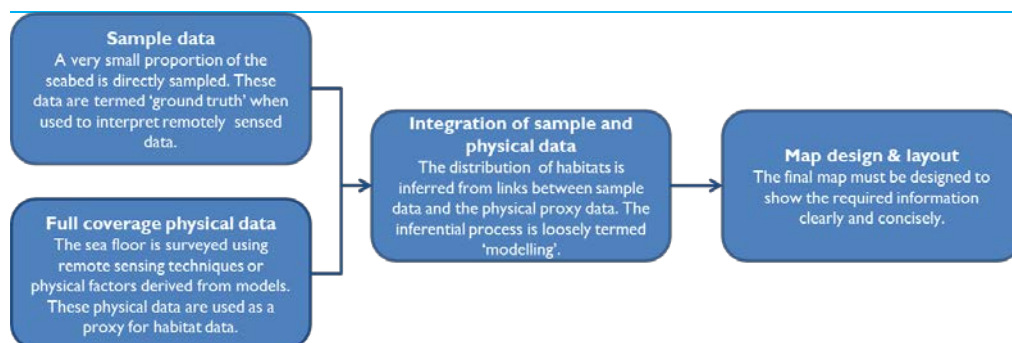 Sample data
A very small proportion of the
seabed is directly sampled. These
data are termed ‘ground truth’ when
used to interpret remotely sensed
data.
Full coverage physical data
The sea floor is surveyed using
remote sensing techniques or
physical factors derived from models.
These physical data are used as a
proxy for habitat data.
Integration of sample and
physical data
The distribution of habitats is
inferred from links between sample
data and the physical proxy data. The
inferential process is loosely termed
‘modelling’.
Map design & layout
The final map must be designed to
show the required information
clearly and concisely.